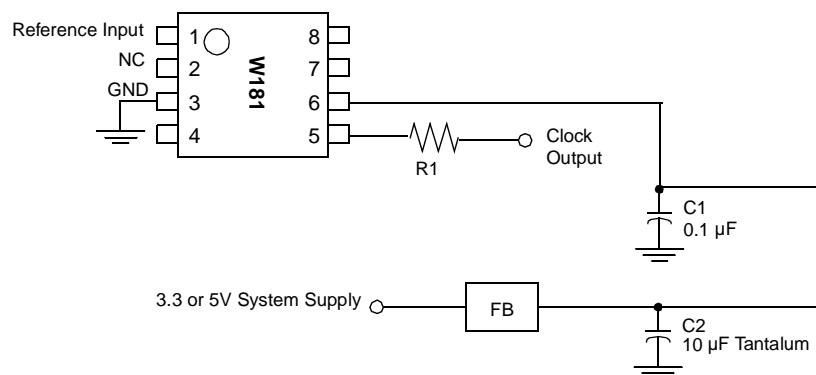 Reference Input
1
8
NC
2
7
GND
3
6
4
5
W181
R1
Clock
Output
C1
0.1 µF
3.3 or 5V System Supply
FB
C2
10 µF Tantalum